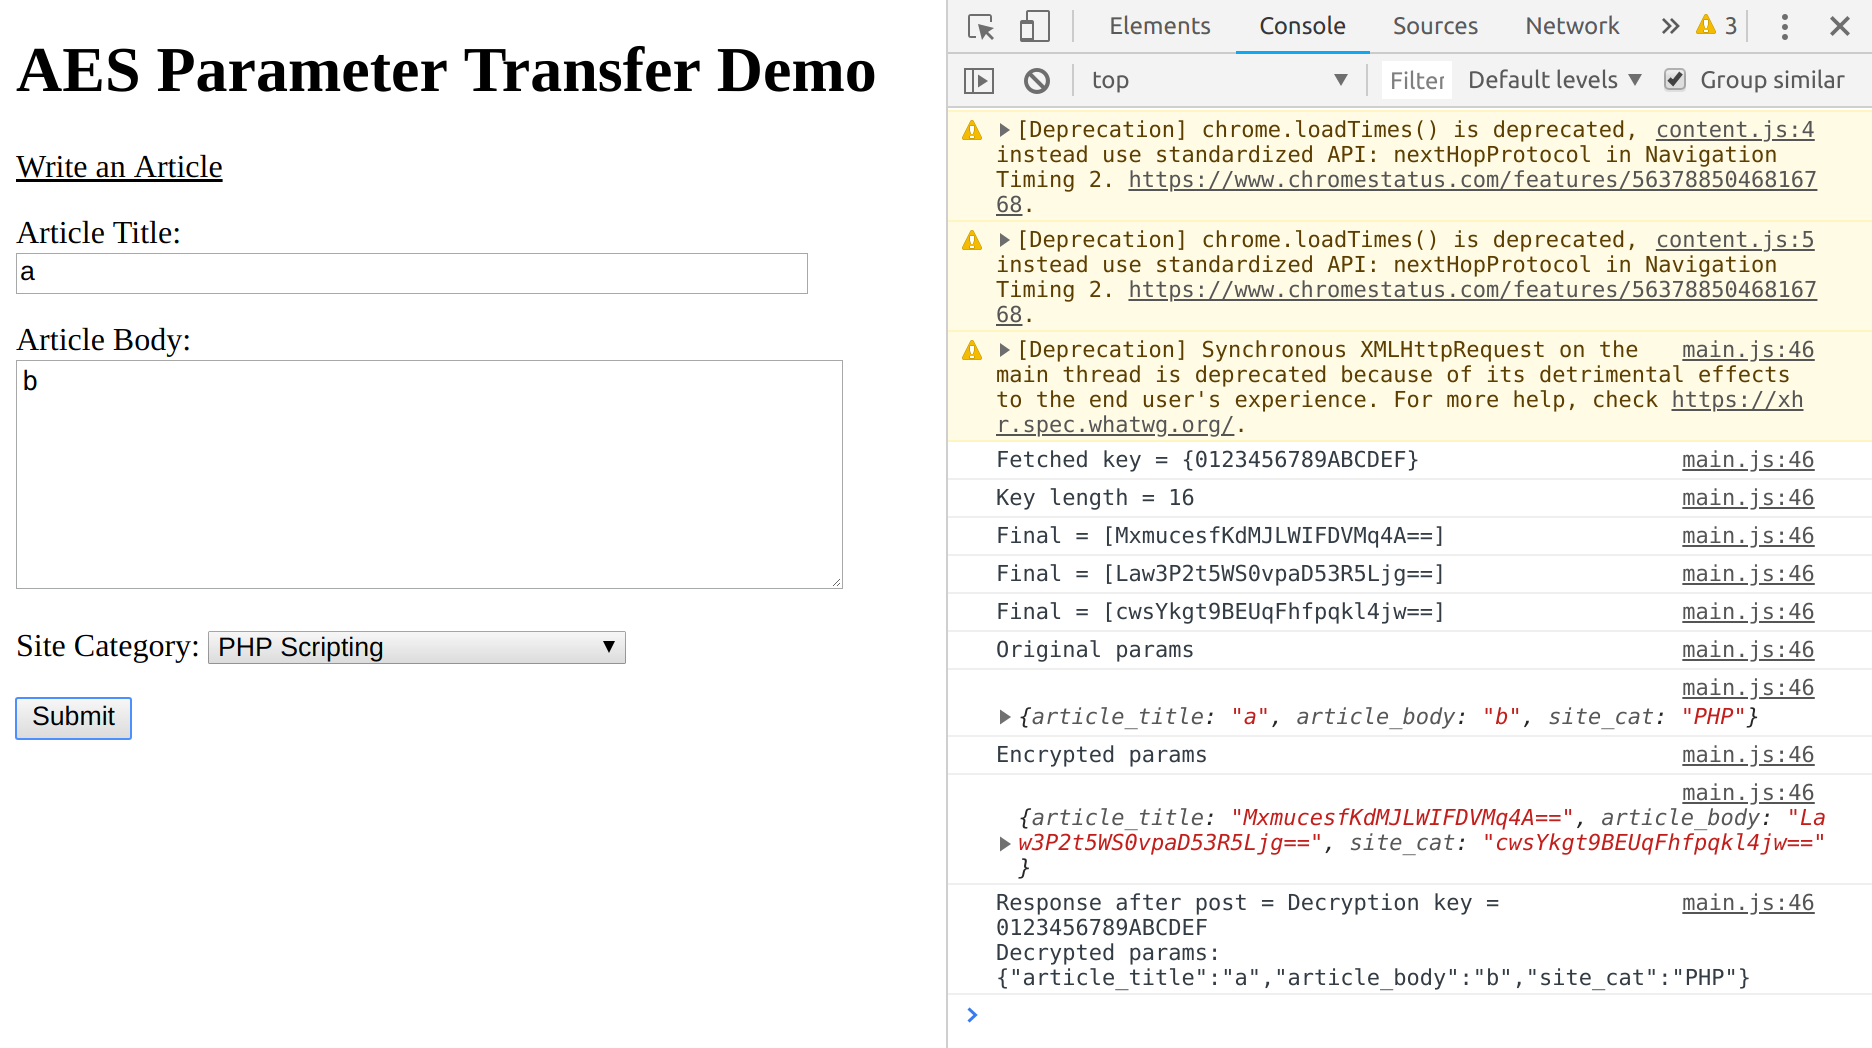 AES Parameter Transfer Demo
Write an Article
Article Title:
a
Article Body:
b
Site Category: PHP Scripting
Submit
Elements Console Sources Network 3
top Filter Default levels Group similar
[Deprecation] chrome.loadTimes() is deprecated, content.js:4
instead use standardized API: nextHopProtocol in Navigation
Timing 2. https://www.chromestatus.com/features/56378850468167
68.
[Deprecation] chrome.loadTimes() is deprecated, content.js:5
instead use standardized API: nextHopProtocol in Navigation
Timing 2. https://www.chromestatus.com/features/56378850468167
68.
[Deprecation] Synchronous XMLHttpRequest on the main.js:46
main thread is deprecated because of its detrimental effects
to the end user's experience. For more help, check https://xh
r.spec.whatwg.org/.
Fetched key = {0123456789ABCDEF} main.js:46
Key length = 16 main.js:46
Final = [MxmucesfKdMJLWIFDVMq4A==] main.js:46
Final = [Law3P2t5WS0vpaD53R5Ljg==] main.js:46
Final = [cwsYkgt9BEUqFhfpqkl4jw==] main.js:46
Original params main.js:46
main.js:46
{article_title: "a", article_body: "b", site_cat: "PHP"}
Encrypted params main.js:46
main.js:46
{article_title: "MxmucesfKdMJLWIFDVMq4A==", article_body: "La
w3P2t5WS0vpaD53R5Ljg==", site_cat: "cwsYkgt9BEUqFhfpqkl4jw=="
}
Response after post = Decryption key = main.js:46
0123456789ABCDEF
Decrypted params:
{"article_title":"a","article_body":"b","site_cat":"PHP"}